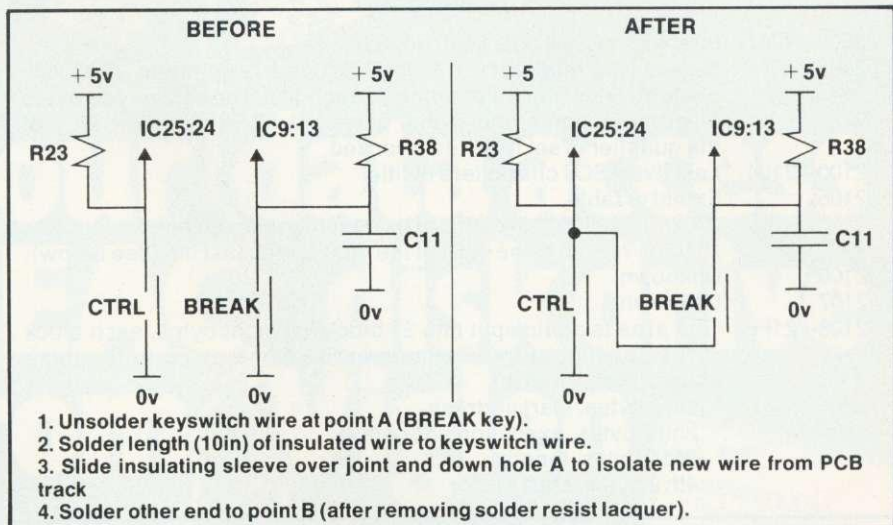 BEFORE
+5v
+5v
IC25:24
IC9:13
R23
R38
C11
CTRL
BREAK
0v
0v
0v
AFTER
+5
+5v
IC25:24
IC9:13
R23
R38
C11
CTRL
BREAK
0v
0v
1. Unsolder keyswitch wire at point A (BREAK key).
2. Solder length (10in) of insulated wire to keyswitch wire.
3. Slide insulating sleeve over joint and down hole A to isolate new wire from PCB
track
4. Solder other end to point B (after removing solder resist lacquer).